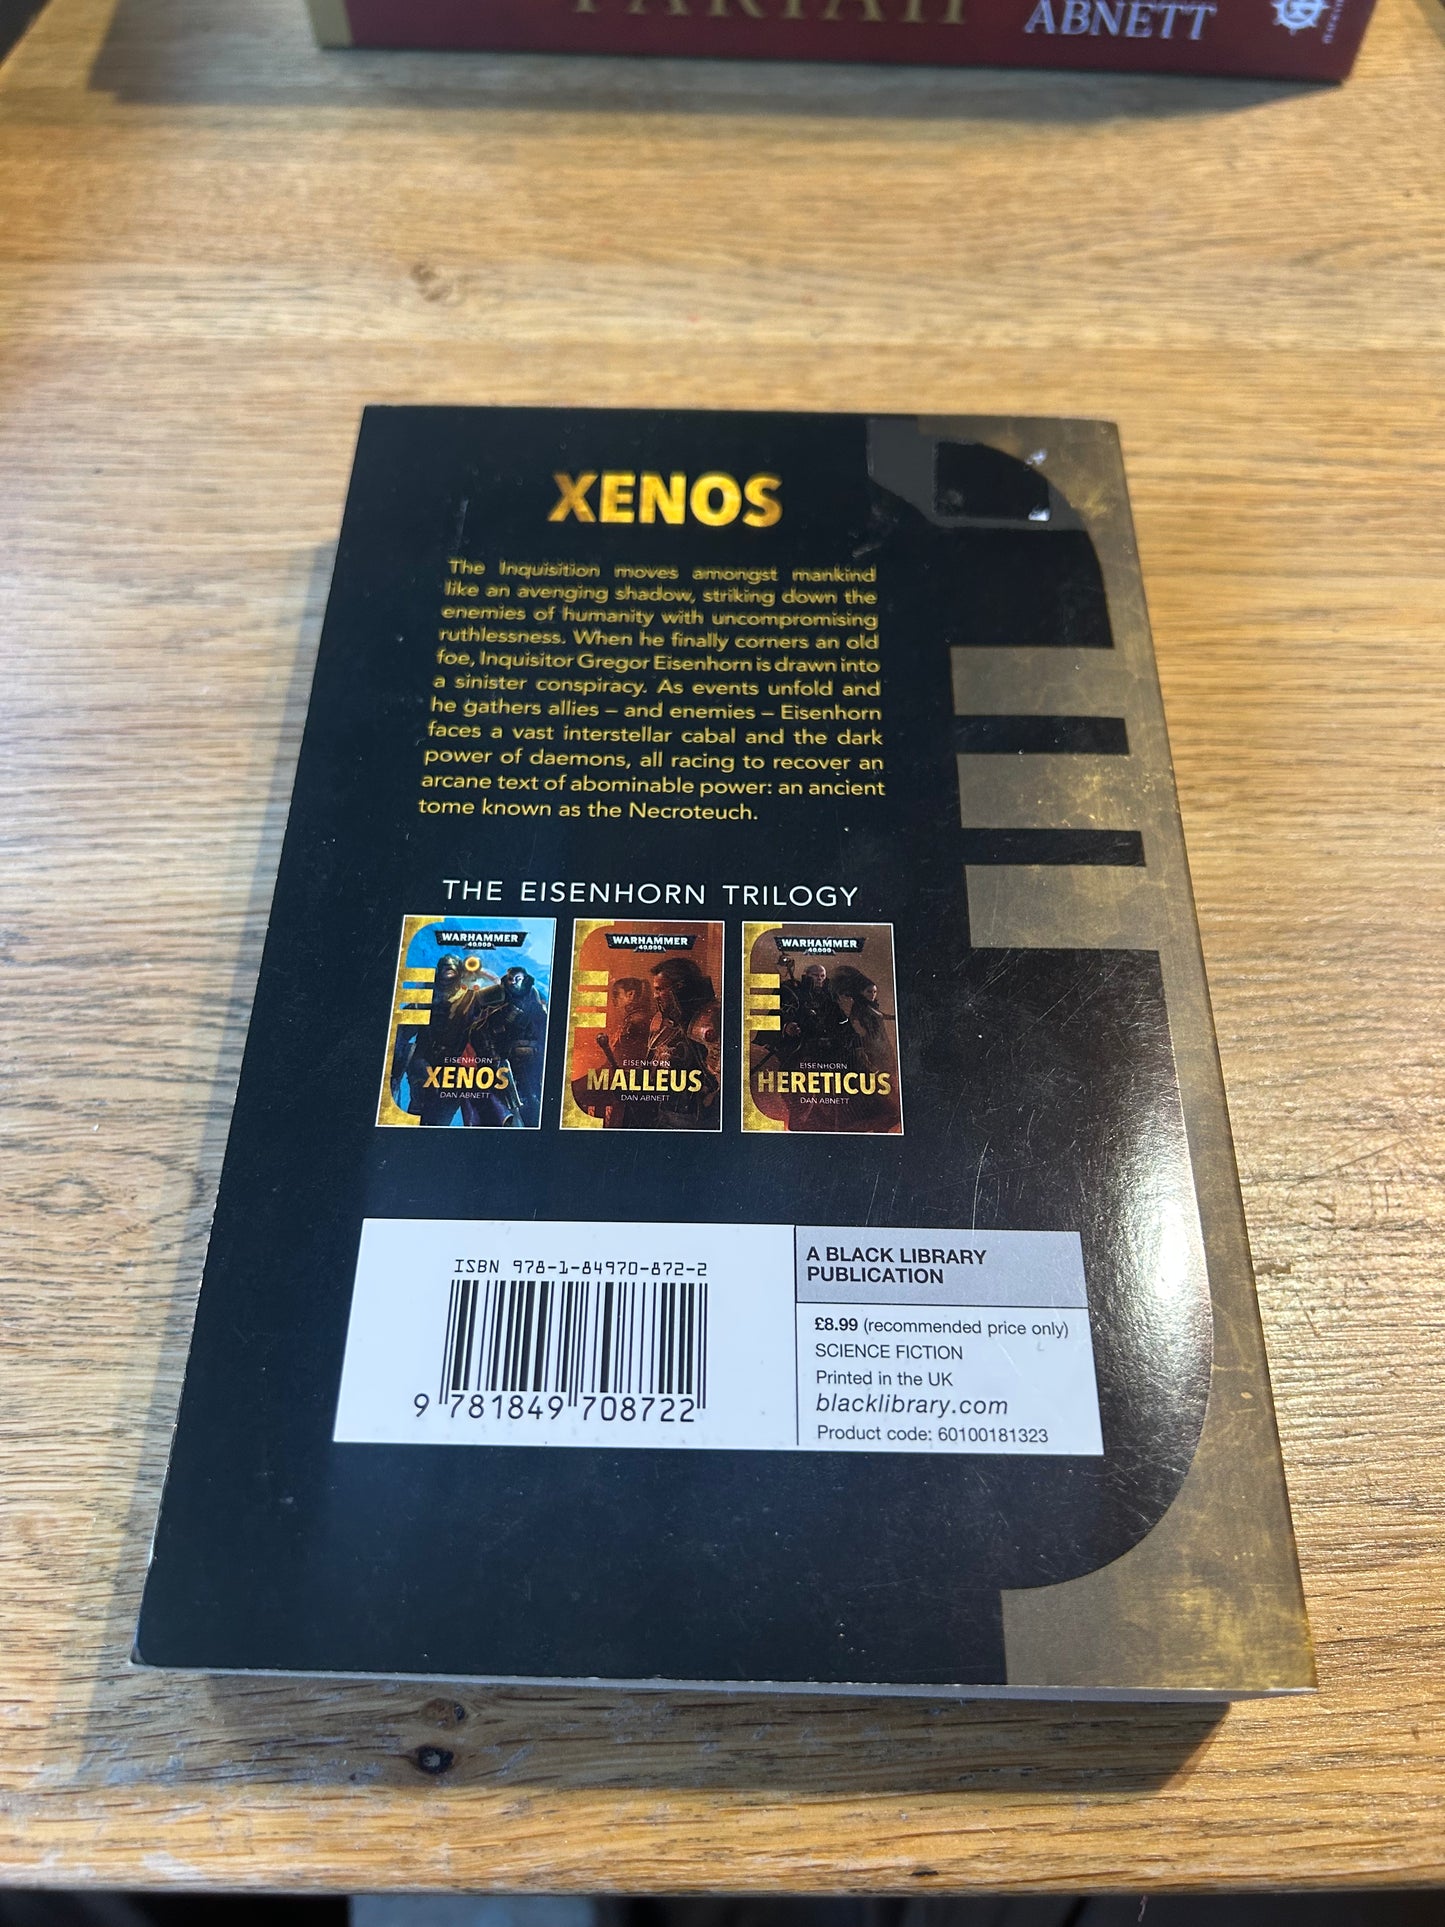 ABNETT
XENOS
The Inquisition moves amongst mankind
like an avenging shadow, striking down the
enemies of humanity with uncompromising
ruthlessness. When he finally corners an old
foe, Inquisitor Gregor Eisenhorn is drawn into
a sinister conspiracy. As events unfold and
he gathers allies – and enemies – Eisenhorn
faces a vast interstellar cabal and the dark
power of daemons, all racing to recover an
arcane text of abominable power: an ancient
tome known as the Necroteuch.
THE EISENHORN TRILOGY
WARHAMMER
40,000
EISENHORN
XENOS
DAN ABNETT
WARHAMMER
40,000
EISENHORN
MALLEUS
DAN ABNETT
WARHAMMER
40,000
EISENHORN
HERETICUS
DAN ABNETT
ISBN 978-1-84970-872-2
9 781849 708722
A BLACK LIBRARY
PUBLICATION
£8.99 (recommended price only)
SCIENCE FICTION
Printed in the UK
blacklibrary.com
Product code: 60100181323